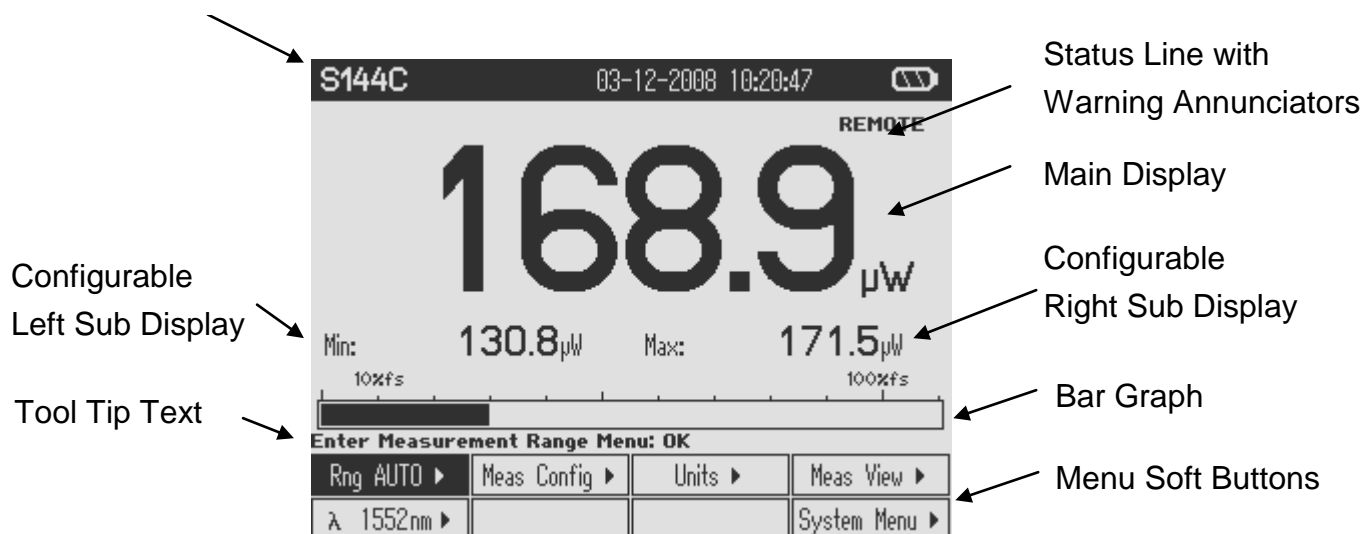 S144C 03-12-2008 10:20:47
Status Line with
Warning Annunciators
REMOTE
168.9 µW
Main Display
Configurable
Left Sub Display
Configurable
Right Sub Display
Min: 130.8µW Max: 171.5µW
10%fs 100%fs
Bar Graph
Tool Tip Text
Enter Measurement Range Menu: OK
Rng AUTO ▶ Meas Config ▶ Units ▶ Meas View ▶
λ 1552nm ▶ System Menu ▶
Menu Soft Buttons